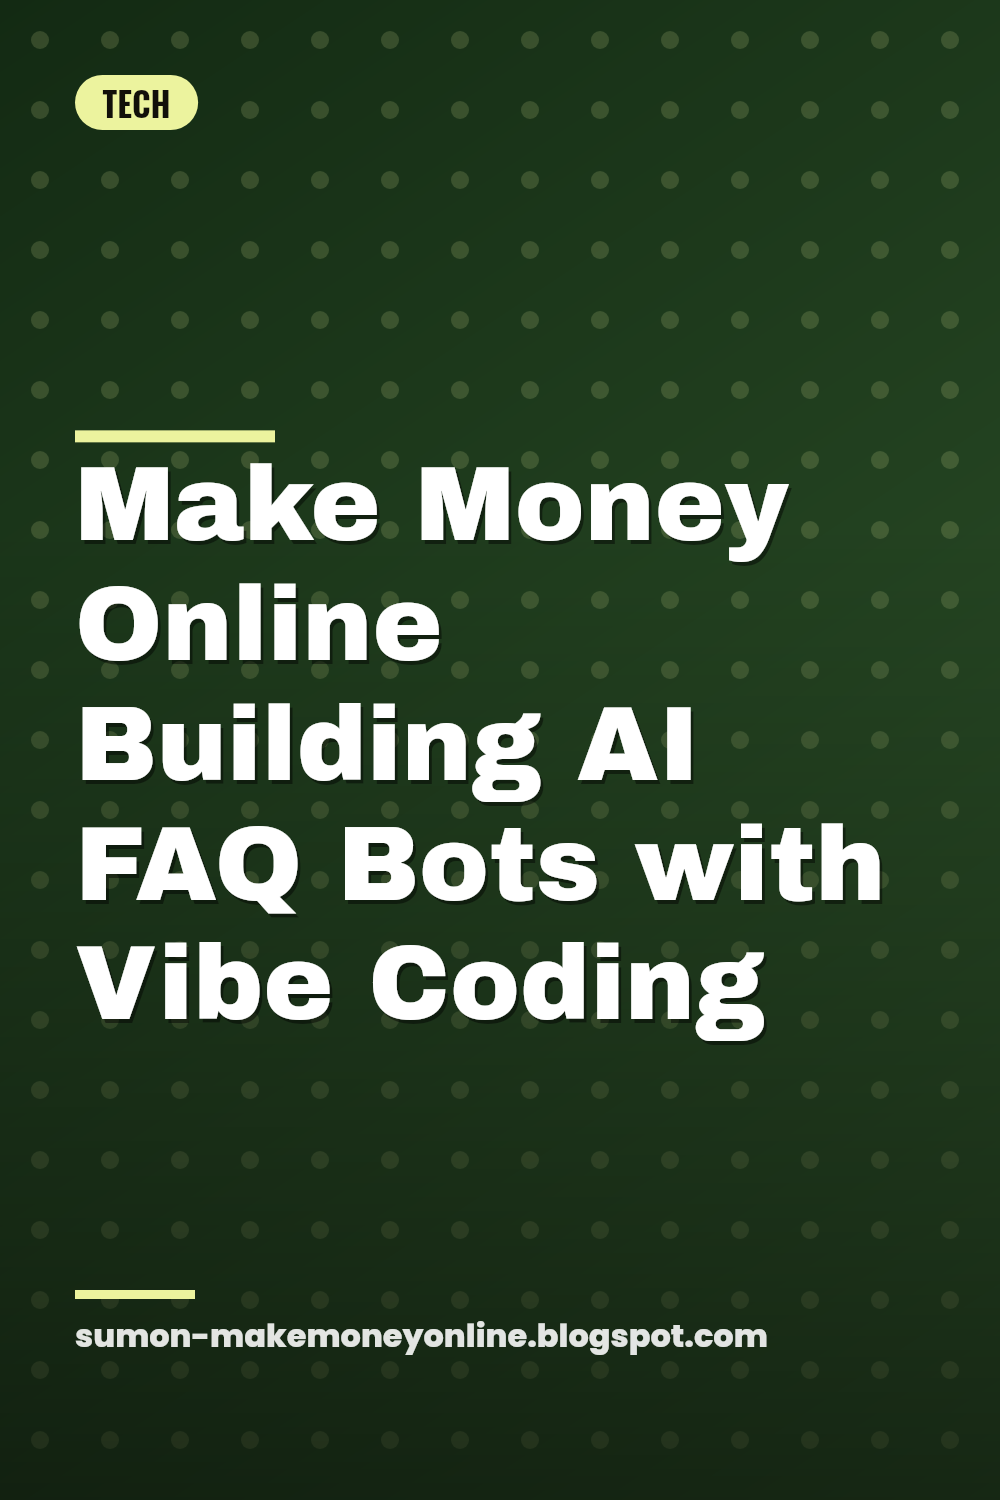 TECH
Make Money
Online
Building AI
FAQ Bots with
Vibe Coding
sumon-makemoneyonline.blogspot.com